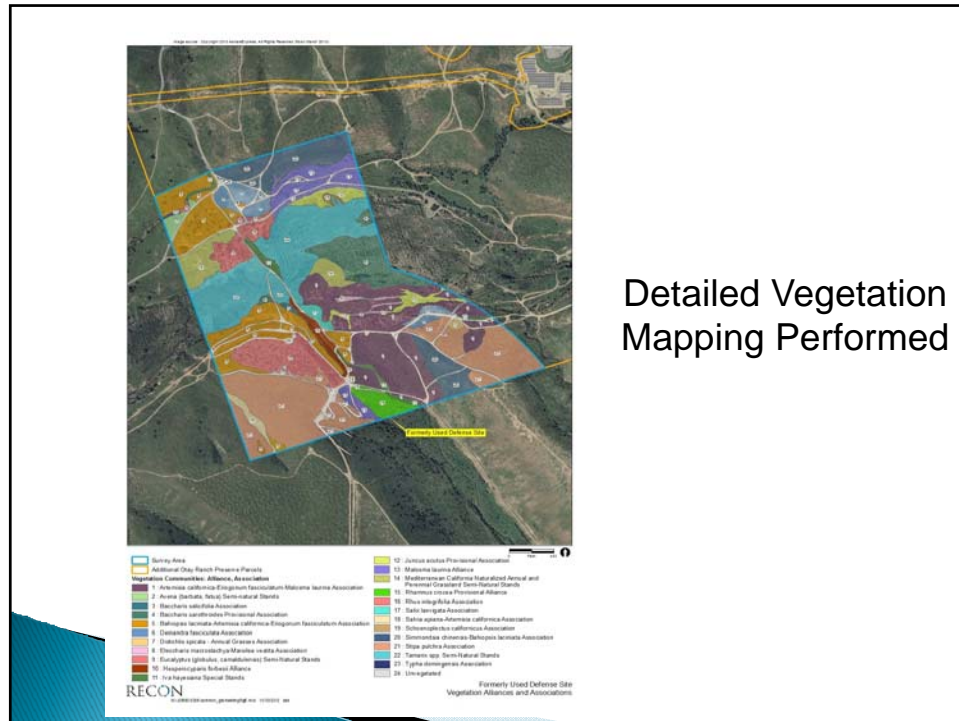 Detailed Vegetation
Mapping Performed
Formerly Used Defense Site
Survey Area
Additional Otay Ranch Preserve Parcels
Vegetation Communities: Alliance, Association
1 : Artemisia californica-Eriogonum fasciculatum-Malosma laurina Association
2 : Avena (barbata, fatua) Semi-natural Stands
3 : Baccharis salicifolia Association
4 : Baccharis sarothroides Provisional Association
5 : Bahiopsis laciniata-Artemisia californica-Eriogonum fasciculatum Association
6 : Deinandra fasciculata Association
7 : Distichlis spicata - Annual Grasses Association
8 : Eleocharis macrostachya-Marsilea vestita Association
9 : Eucalyptus (globulus, camaldulensis) Semi-Natural Stands
10 : Hesperocyparis forbesii Alliance
11 : Iva hayesiana Special Stands
12 : Juncus acutus Provisional Association
13 : Malosma laurina Alliance
14 : Mediterranean California Naturalized Annual and
Perennial Grassland Semi-Natural Stands
15 : Rhamnus crocea Provisional Alliance
16 : Rhus integrifolia Association
17 : Salix laevigata Association
18 : Salvia apiana-Artemisia californica Association
19 : Schoenoplectus californicus Association
20 : Simmondsia chinensis-Bahiopsis laciniata Association
21 : Stipa pulchra Association
22 : Tamarix spp. Semi-Natural Stands
23 : Typha domingensis Association
24 : Unvegetated
RECON
Formerly Used Defense Site
Vegetation Alliances and Associations